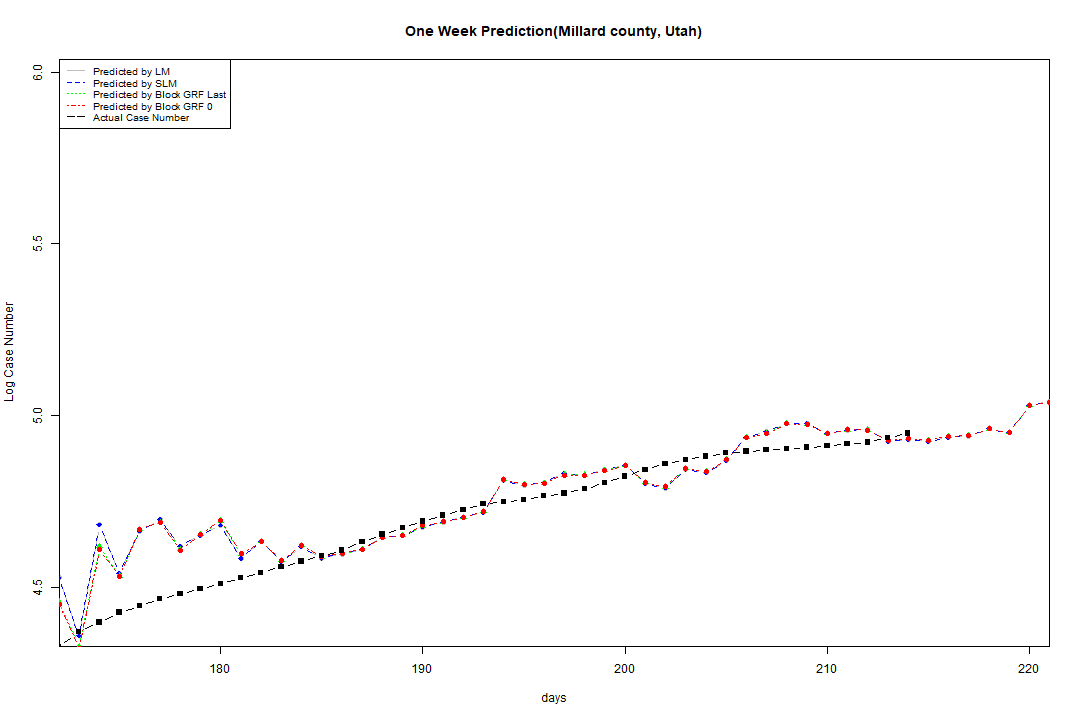 One Week Prediction(Millard county, Utah)
Predicted by LM
Predicted by SLM
Predicted by Block GRF Last
Predicted by Block GRF 0
Actual Case Number
6.0
5.5
5.0
4.5
Log Case Number
180 190 200 210 220
days